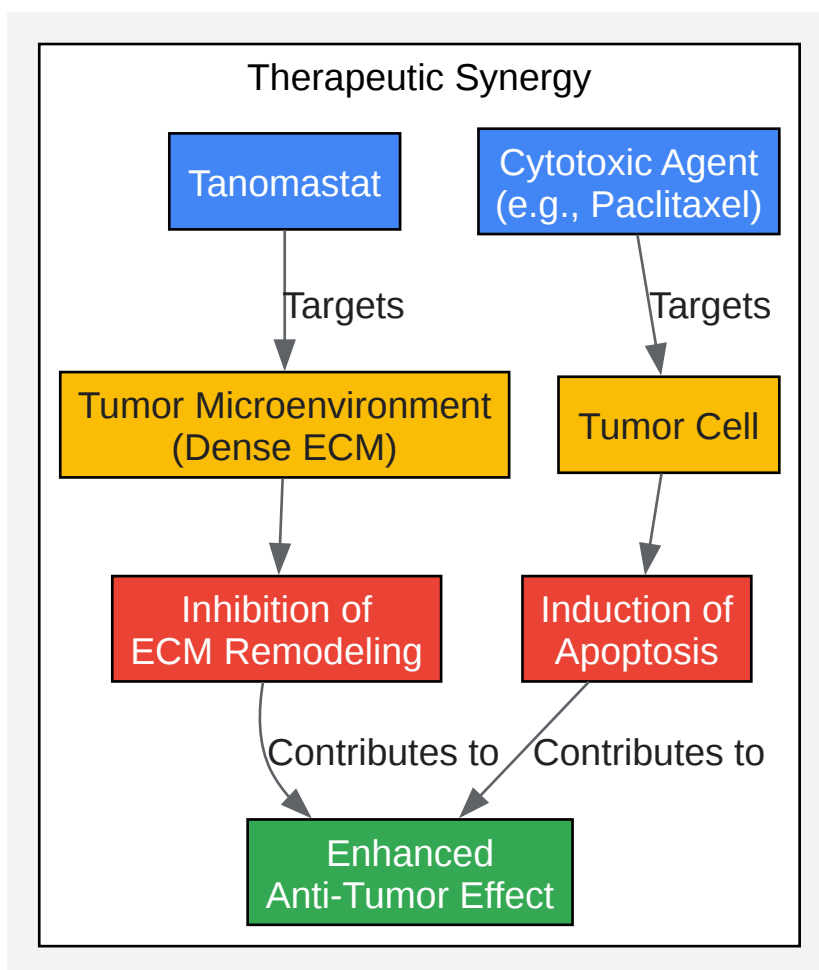 Therapeutic Synergy
Tanomastat
Cytotoxic Agent
(e.g., Paclitaxel)
Targets
Targets
Tumor Microenvironment
(Dense ECM)
Tumor Cell
Inhibition of
ECM Remodeling
Induction of
Apoptosis
Contributes to
Contributes to
Enhanced
Anti-Tumor Effect